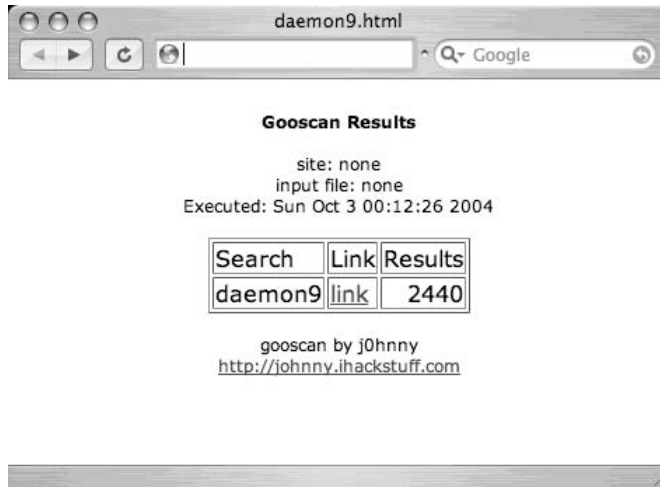 daemon9.html
Google
Gooscan Results
site: none
input file: none
Executed: Sun Oct 3 00:12:26 2004
Search Link Results
daemon9 link 2440
gooscan by j0hnny
http://johnny.ihackstuff.com